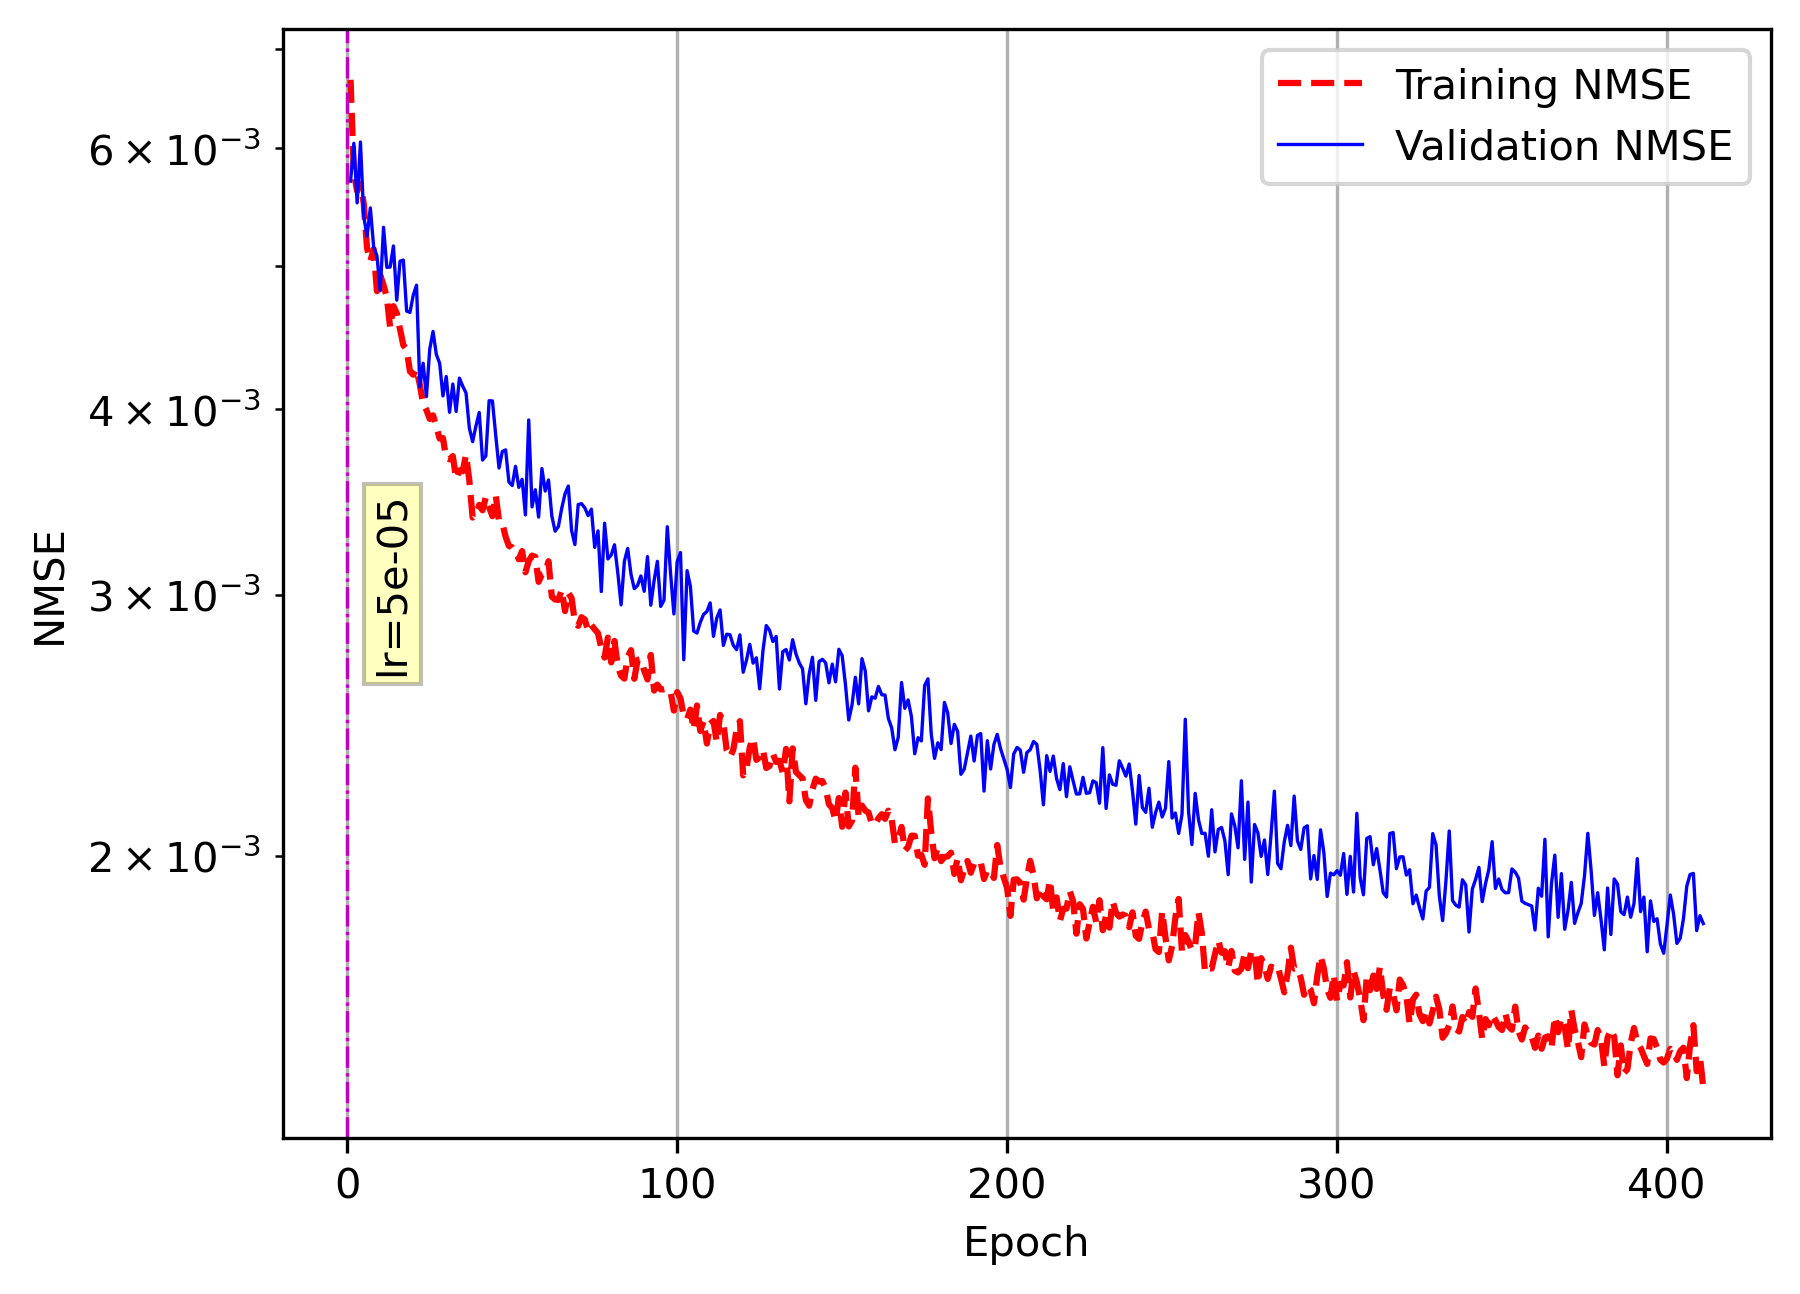 Training NMSE
Validation NMSE
6 × 10⁻³
4 × 10⁻³
3 × 10⁻³
2 × 10⁻³
NMSE
lr=5e-05
0 100 200 300 400
Epoch